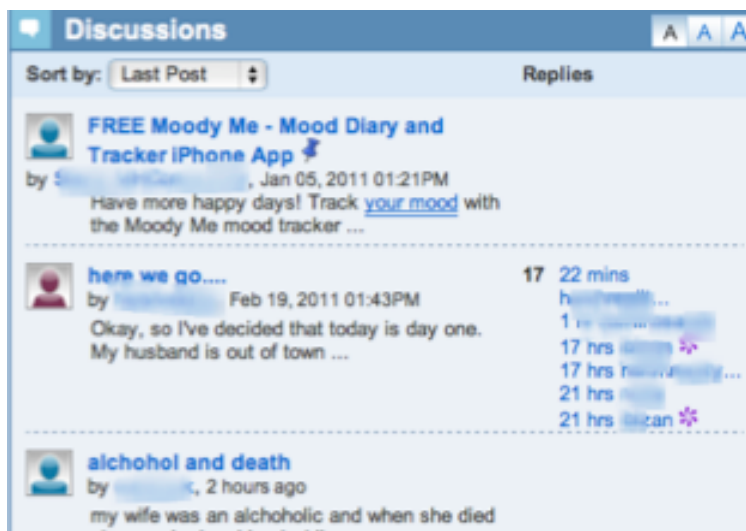 Discussions
A A A
Sort by: Last Post
Replies
FREE Moody Me - Mood Diary and
Tracker iPhone App
by , Jan 05, 2011 01:21PM
Have more happy days! Track your mood with
the Moody Me mood tracker ...
here we go....
by Feb 19, 2011 01:43PM
Okay, so I've decided that today is day one.
My husband is out of town ...
17 22 mins
1 hr
17 hrs
17 hrs
21 hrs
21 hrs
alchohol and death
by , 2 hours ago
my wife was an alchoholic and when she died